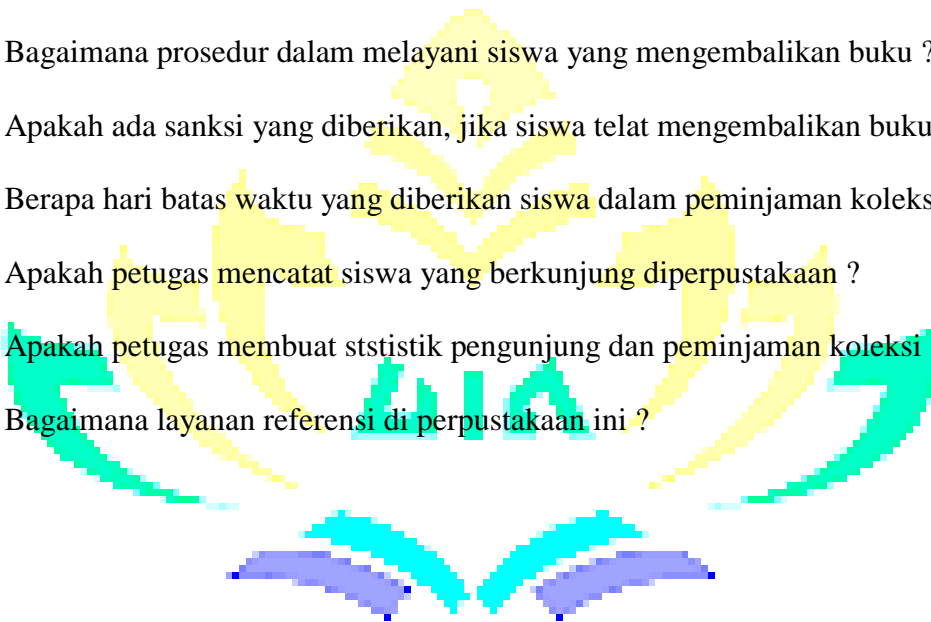 Bagaimana prosedur dalam melayani siswa yang mengembalikan buku ?
Apakah ada sanksi yang diberikan, jika siswa telat mengembalikan buku
Berapa hari batas waktu yang diberikan siswa dalam peminjaman koleks
Apakah petugas mencatat siswa yang berkunjung diperpustakaan ?
Apakah petugas membuat ststistik pengunjung dan peminjaman koleksi
Bagaimana layanan referensi di perpustakaan ini ?